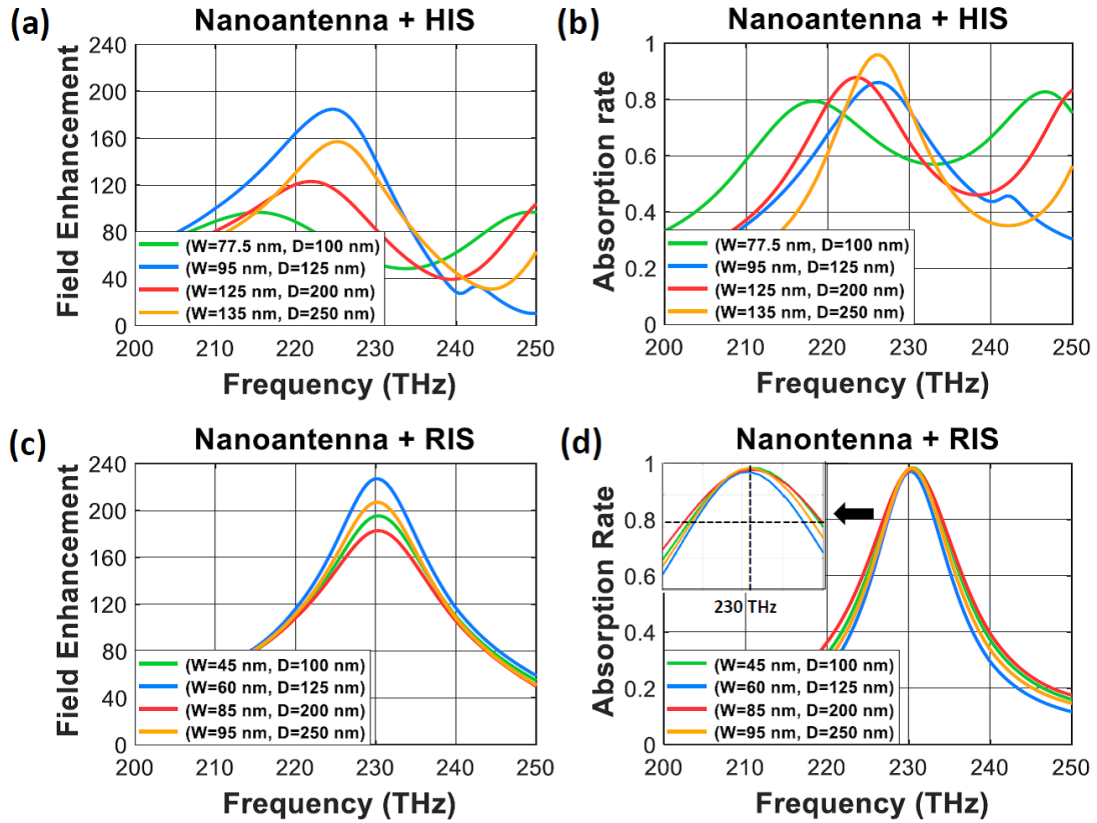 (a)
Nanoantenna + HIS
Field Enhancement
240
200
160
120
80
40
0
(W=77.5 nm, D=100 nm)
(W=95 nm, D=125 nm)
(W=125 nm, D=200 nm)
(W=135 nm, D=250 nm)
200 210 220 230 240 250
Frequency (THz)
(b)
Nanoantenna + HIS
Absorption rate
1
0.8
0.6
0.4
0.2
0
(W=77.5 nm, D=100 nm)
(W=95 nm, D=125 nm)
(W=125 nm, D=200 nm)
(W=135 nm, D=250 nm)
200 210 220 230 240 250
Frequency (THz)
(c)
Nanoantenna + RIS
Field Enhancement
240
200
160
120
80
40
0
(W=45 nm, D=100 nm)
(W=60 nm, D=125 nm)
(W=85 nm, D=200 nm)
(W=95 nm, D=250 nm)
200 210 220 230 240 250
Frequency (THz)
(d)
Nanontenna + RIS
Absorption Rate
1
0.8
0.6
0.4
0.2
0
230 THz
(W=45 nm, D=100 nm)
(W=60 nm, D=125 nm)
(W=85 nm, D=200 nm)
(W=95 nm, D=250 nm)
200 210 220 230 240 250
Frequency (THz)